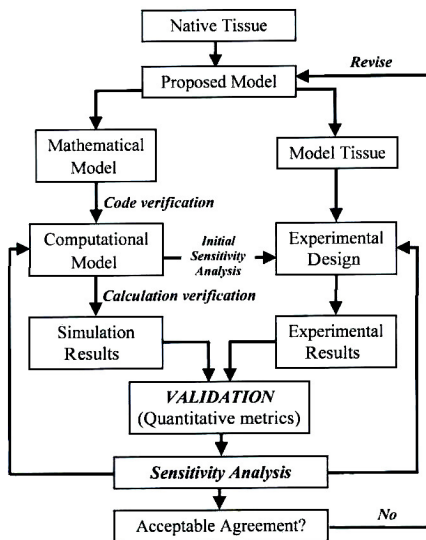 Native Tissue
Proposed Model
Revise
Mathematical
Model
Model Tissue
Code verification
Computational
Model
Initial
Sensitivity
Analysis
Experimental
Design
Calculation verification
Simulation
Results
Experimental
Results
VALIDATION
(Quantitative metrics)
Sensitivity Analysis
Acceptable Agreement?
No